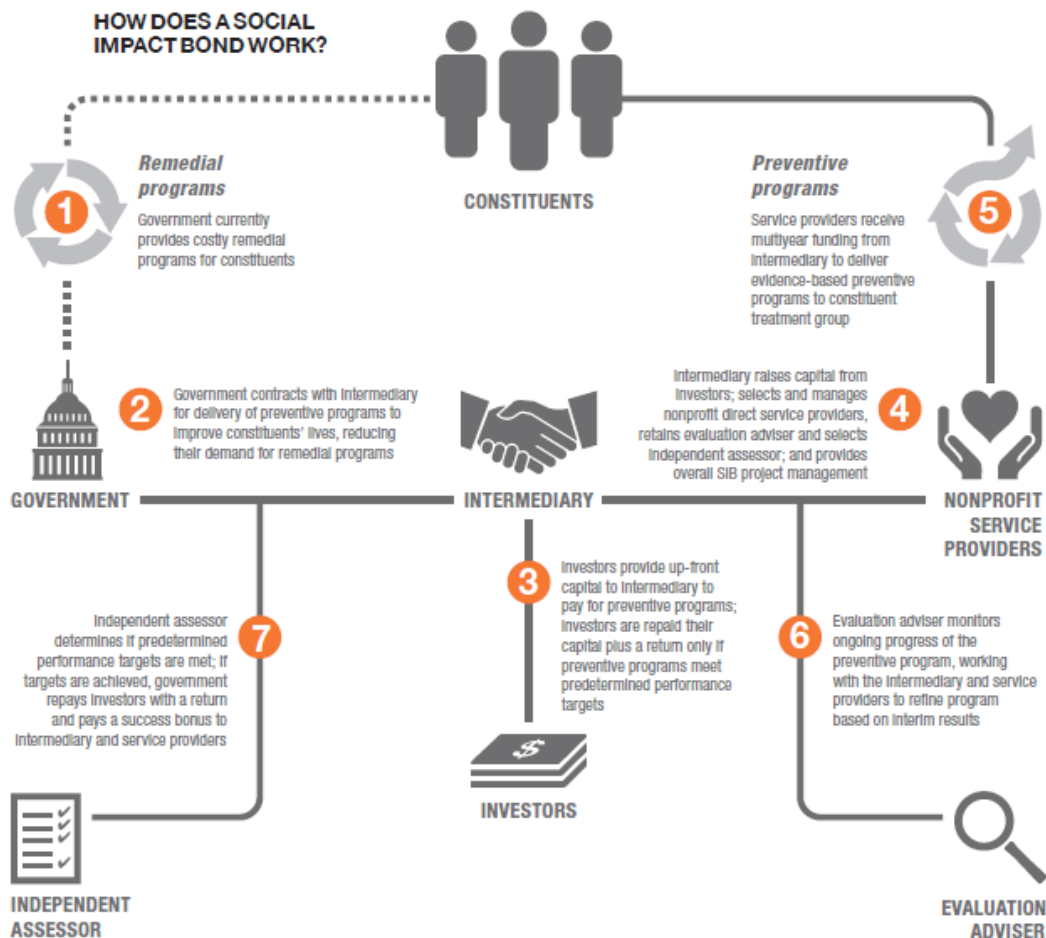 HOW DOES A SOCIAL
IMPACT BOND WORK?
CONSTITUENTS
1
Remedial
programs
Government currently
provides costly remedial
programs for constituents
Preventive
programs
Service providers receive
multiyear funding from
Intermediary to deliver
evidence-based preventive
programs to constituent
treatment group
5
GOVERNMENT
2
Government contracts with Intermediary
for delivery of preventive programs to
improve constituents' lives, reducing
their demand for remedial programs
INTERMEDIARY
Intermediary raises capital from
Investors; selects and manages
nonprofit direct service providers,
retains evaluation adviser and selects
Independent assessor; and provides
overall SIB project management
4
NONPROFIT
SERVICE
PROVIDERS
3
Investors provide up-front
capital to Intermediary to
pay for preventive programs;
Investors are repaid their
capital plus a return only if
preventive programs meet
predetermined performance
targets
$
INVESTORS
Independent assessor
determines if predetermined
performance targets are met; if
targets are achieved, government
repays investors with a return
and pays a success bonus to
Intermediary and service providers
7
INDEPENDENT
ASSESSOR
6
Evaluation adviser monitors
ongoing progress of the
preventive program, working
with the Intermediary and service
providers to refine program
based on interim results
EVALUATION
ADVISER